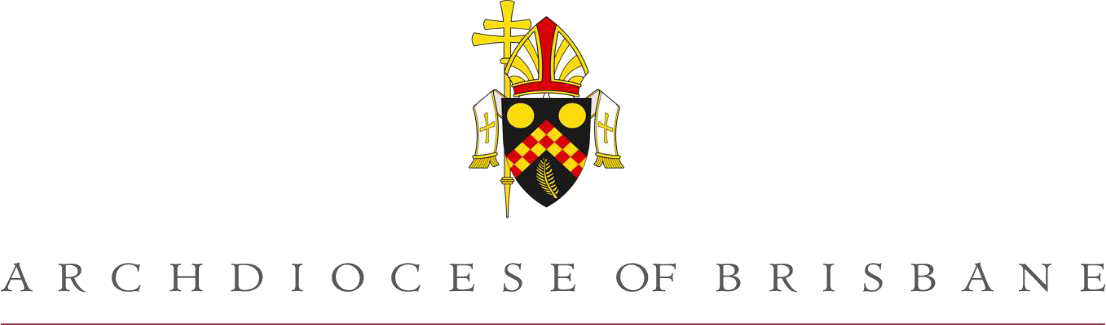 ARCHDIOCESE OF BRISBANE